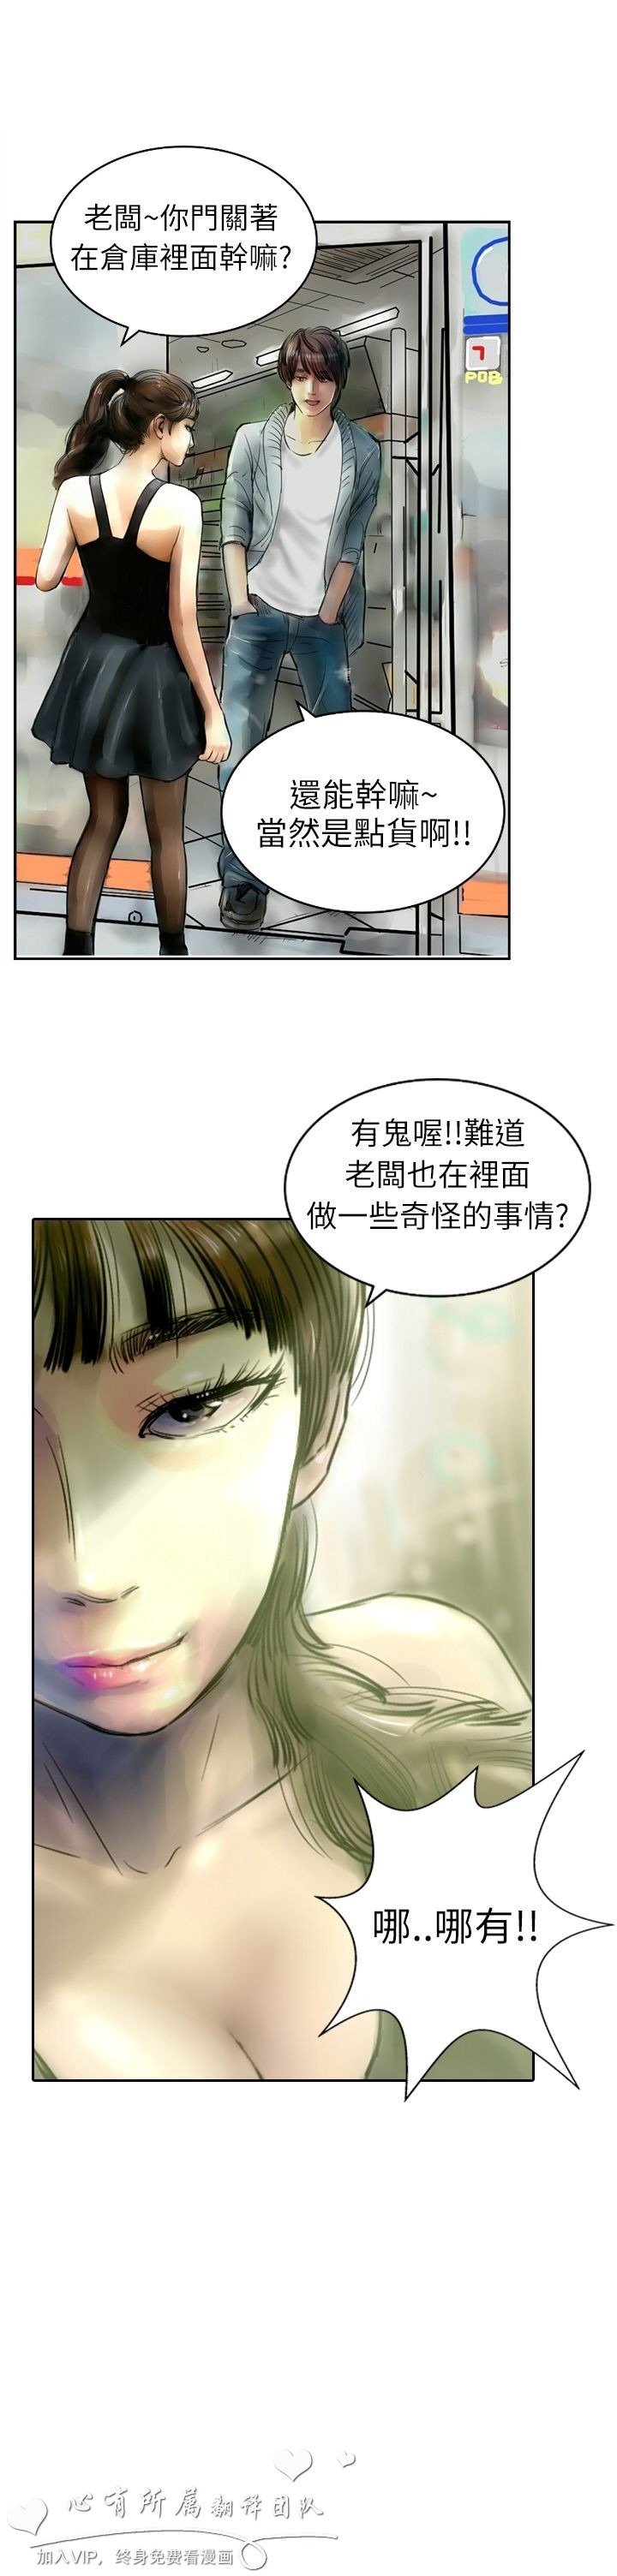 老闆~你門關著
在倉庫裡面幹嘛?
7
POB
還能幹嘛~
當然是點貨啊!!
有鬼喔!!難道
老闆也在裡面
做一些奇怪的事情?
哪..哪有!!
心有所属翻译团队
加入VIP，终身免费看漫画